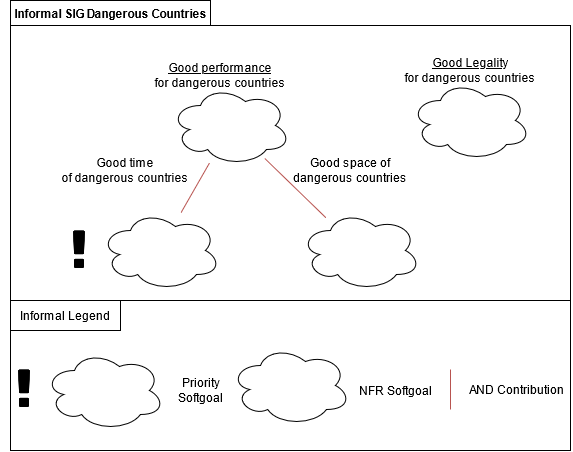 Informal SIG Dangerous Countries
Good performance
for dangerous countries
Good Legality
for dangerous countries
Good time
of dangerous countries
Good space of
dangerous countries
!
Informal Legend
!
Priority
Softgoal
NFR Softgoal
AND Contribution